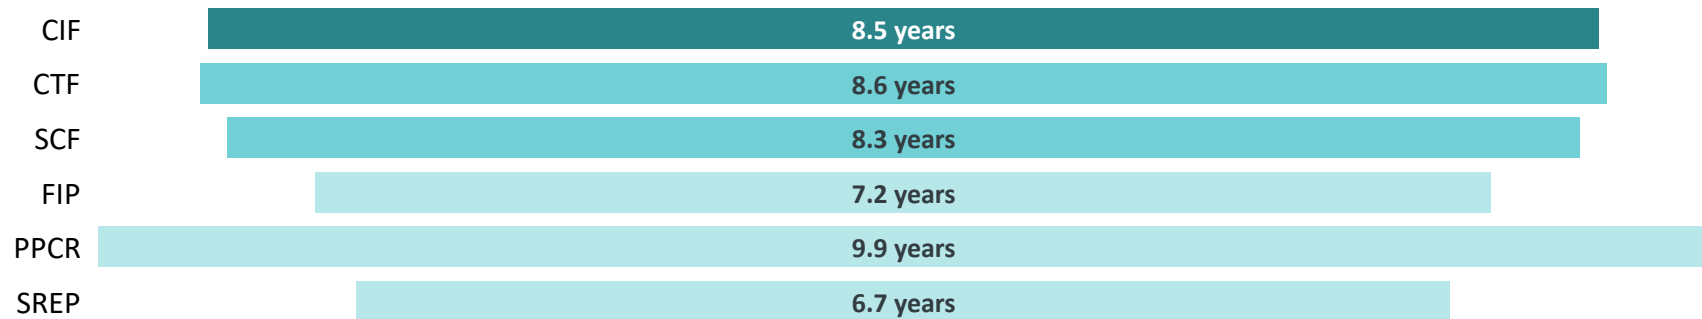 CIF 8.5 years
CTF 8.6 years
SCF 8.3 years
FIP 7.2 years
PPCR 9.9 years
SREP 6.7 years